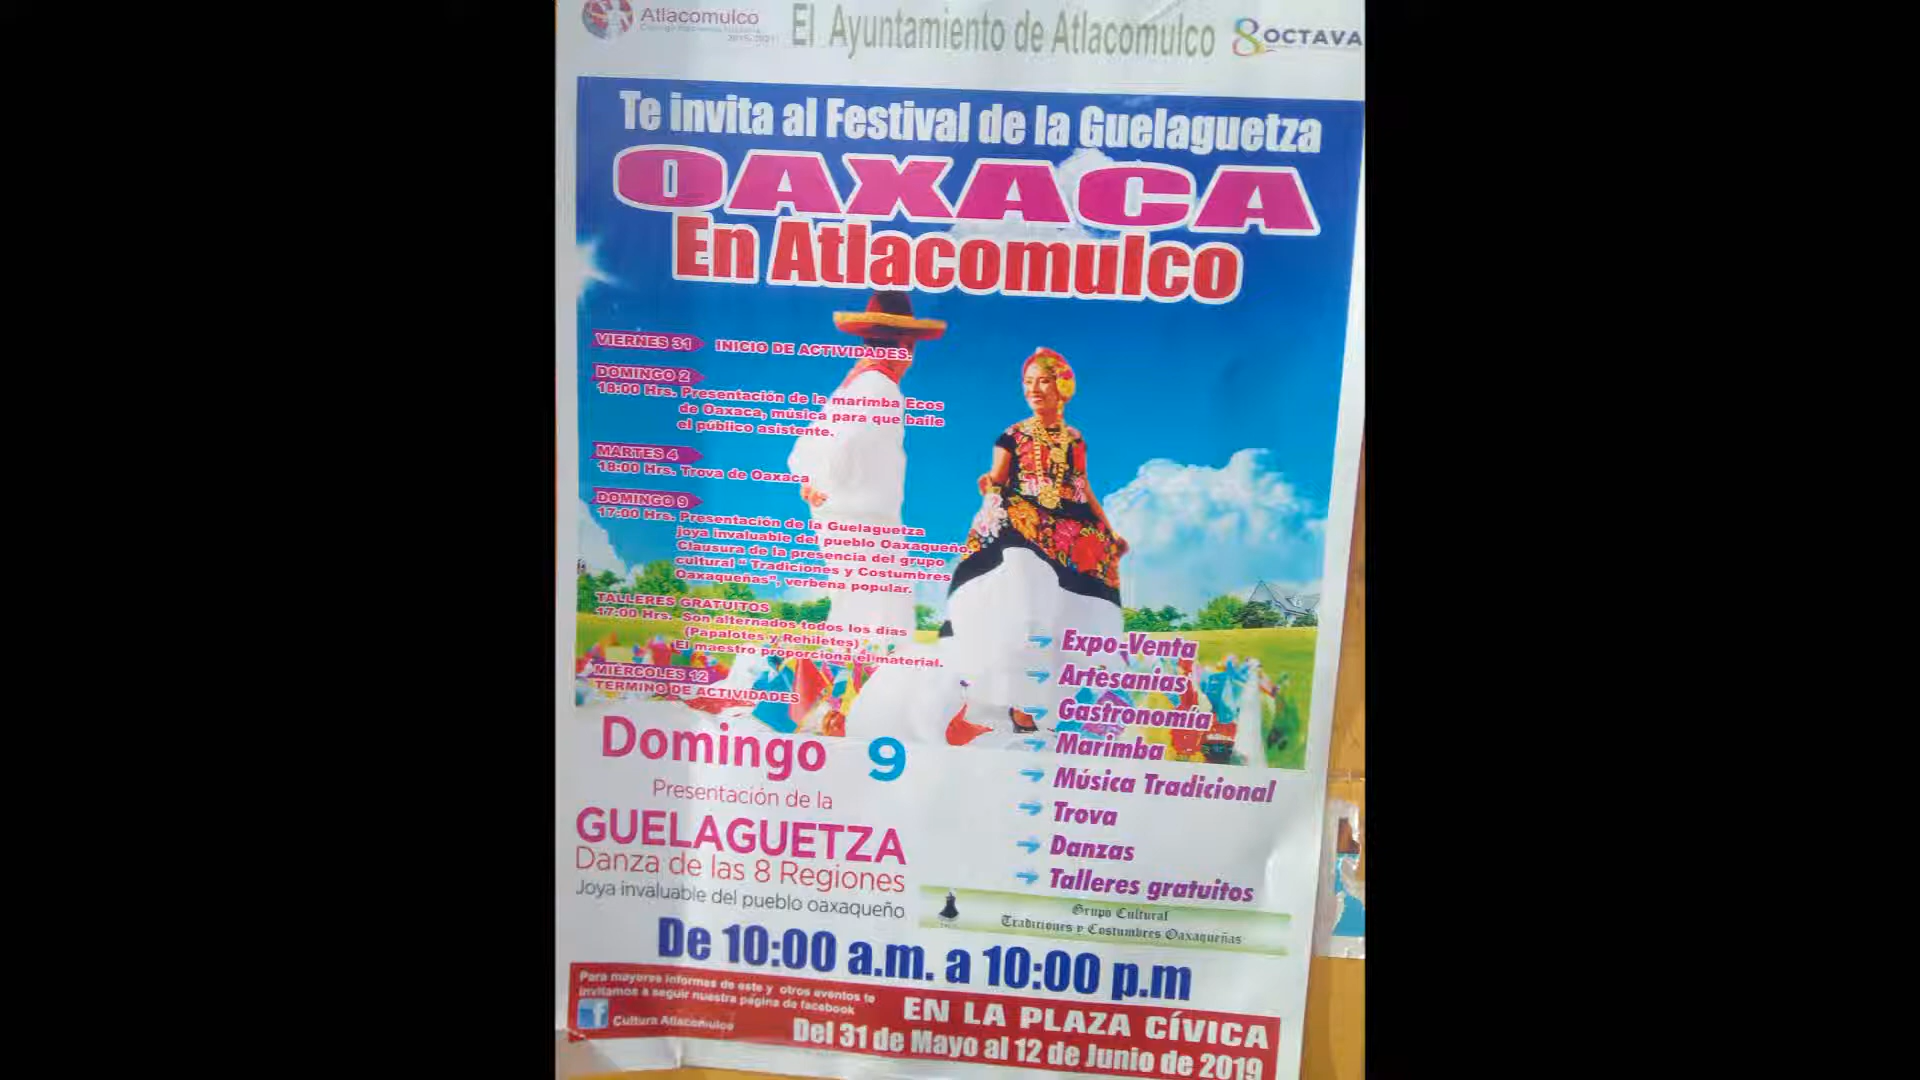 Atlacomulco
El Ayuntamiento de Atlacomulco
8 OCTAVA
Te invita al Festival de la Guelaguetza
OAXACA
En Atlacomulco
VIERNES 31 INICIO DE ACTIVIDADES.
DOMINGO 2
18:00 Hrs. Presentación de la marimba Ecos
de Oaxaca, música para que baile
el público asistente.
MARTES 4
18:00 Hrs. Trova de Oaxaca
DOMINGO 9
17:00 Hrs. Presentación de la Guelaguetza
joya invaluable del pueblo Oaxaqueño.
Clausura de la presencia del grupo
cultural " Tradiciones y Costumbres
Oaxaqueñas", verbena popular.
TALLERES GRATUITOS
17:00 Hrs. Son alternados todos los días
(Papalotes y Rehiletes)
El maestro proporciona el material.
MIERCOLES 12
TERMINO DE ACTIVIDADES
Expo-Venta
Artesanias
Gastronomía
Marimba
Música Tradicional
Trova
Danzas
Talleres gratuitos
Domingo 9
Presentación de la
GUELAGUETZA
Danza de las 8 Regiones
Joya invaluable del pueblo oaxaqueño
Grupo Cultural
Tradiciones y Costumbres Oaxaqueñas
De 10:00 a.m. a 10:00 p.m
Para mayores informes de este y otros eventos te
invitamos a seguir nuestra página de facebook
Cultura Atlacomulco
EN LA PLAZA CÍVICA
Del 31 de Mayo al 12 de Junio de 2019